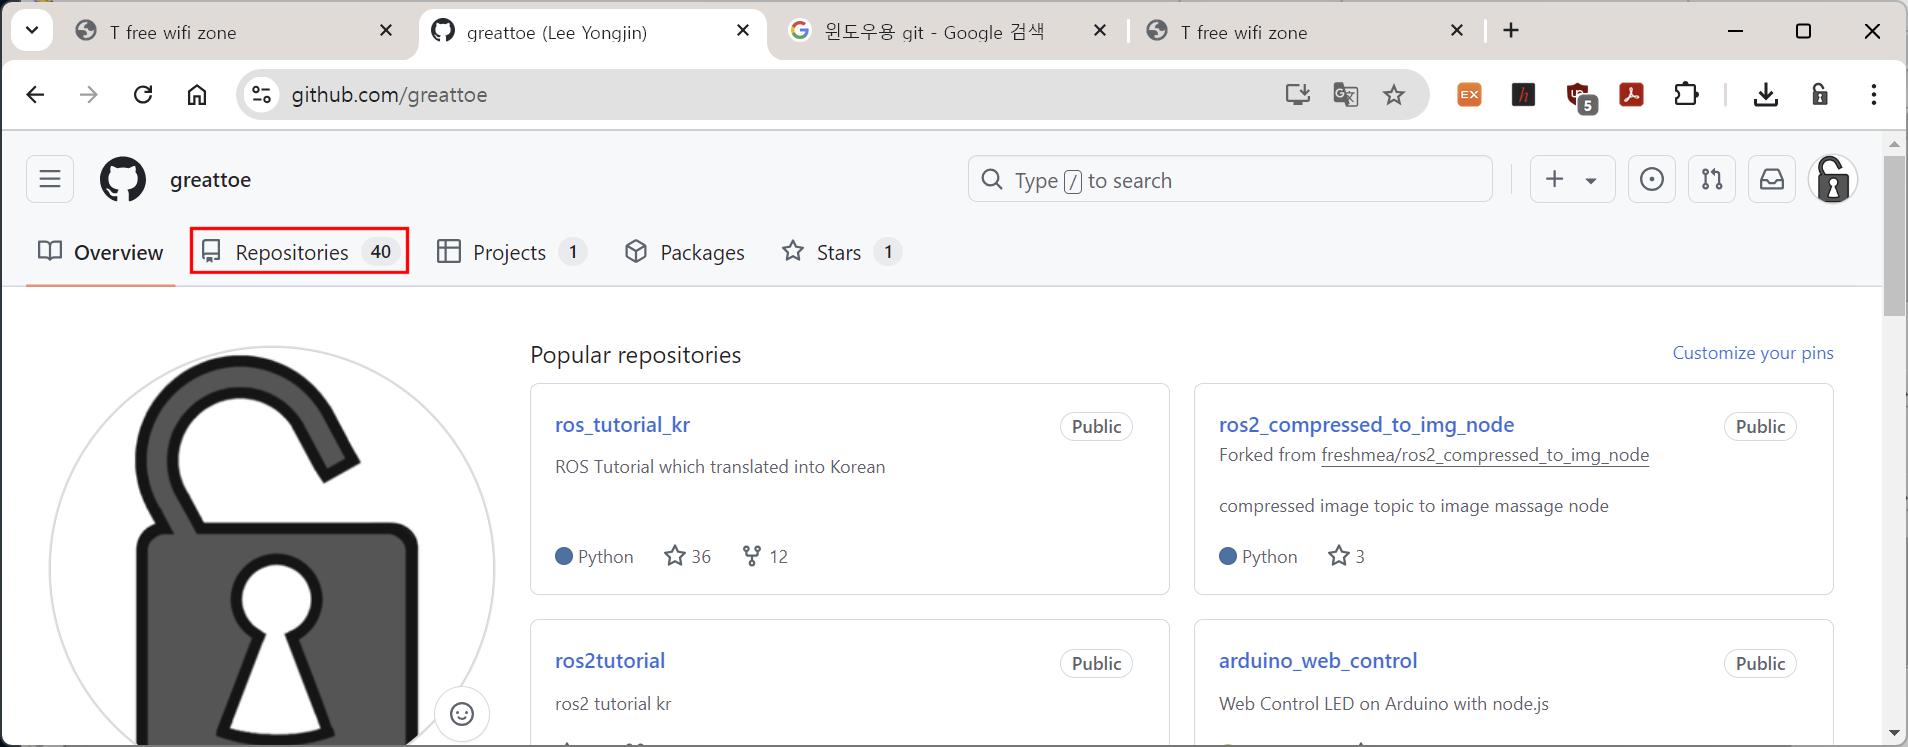 T free wifi zone
greattoe (Lee Yongjin)
윈도우용 git - Google 검색
T free wifi zone
github.com/greattoe
EX
h
5
greattoe
Type / to search
Overview
Repositories 40
Projects 1
Packages
Stars 1
Popular repositories
Customize your pins
ros_tutorial_kr
Public
ROS Tutorial which translated into Korean
Python 36 12
ros2_compressed_to_img_node
Public
Forked from freshmea/ros2_compressed_to_img_node
compressed image topic to image massage node
Python 3
ros2tutorial
Public
ros2 tutorial kr
arduino_web_control
Public
Web Control LED on Arduino with node.js